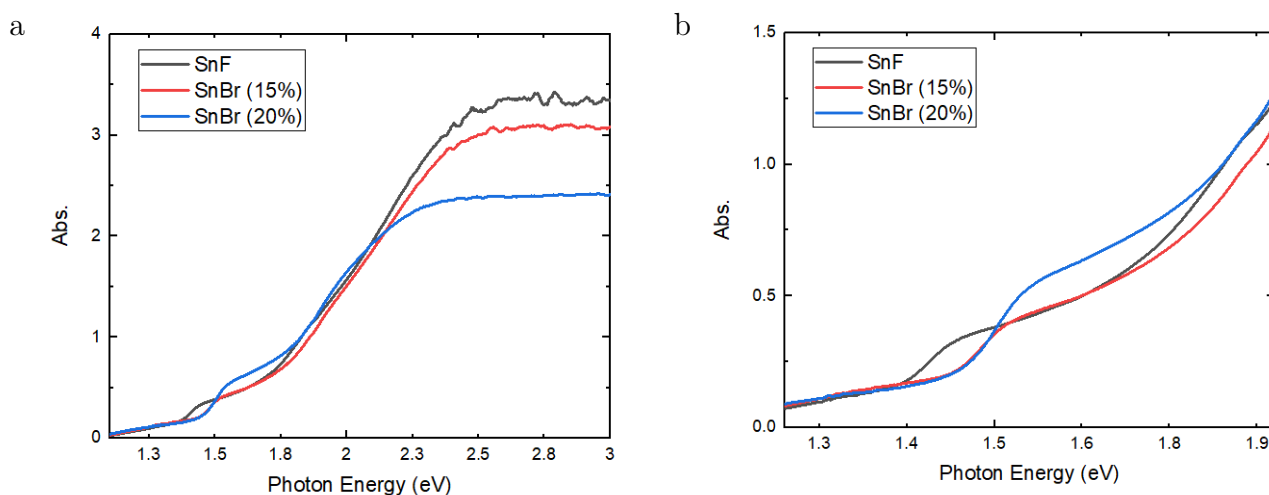 a
Abs.
4
3
2
1
0
SnF
SnBr (15%)
SnBr (20%)
1.3 1.5 1.8 2 2.3 2.5 2.8 3
Photon Energy (eV)
b
Abs.
1.5
1.0
0.5
0.0
SnF
SnBr (15%)
SnBr (20%)
1.3 1.4 1.5 1.6 1.8 1.9
Photon Energy (eV)